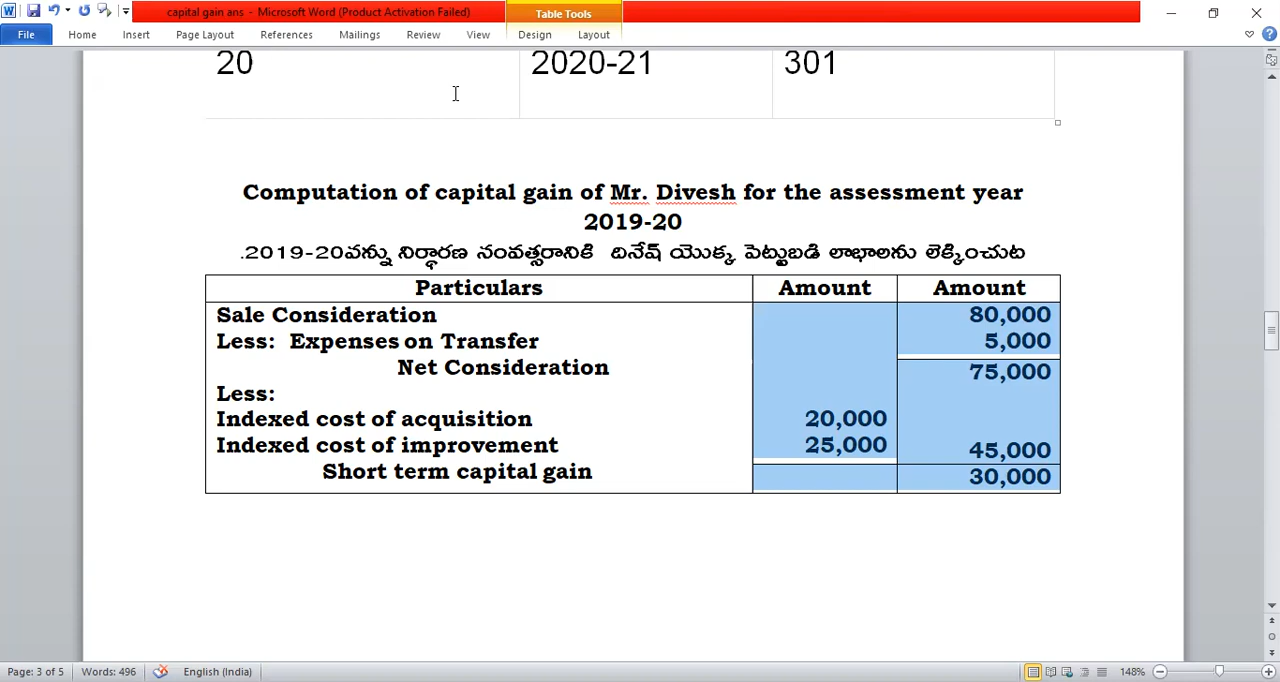 capital gain ans - Microsoft Word (Product Activation Failed)
Table Tools
File Home Insert Page Layout References Mailings Review View Design Layout
20 2020-21 301
Computation of capital gain of Mr. Divesh for the assessment year
2019-20
.2019-20వన్ను నిర్ధారణ సంవత్సరానికి దినేష్ యొక్క పెట్టుబడి లాభాలను లెక్కించుట
Particulars Amount Amount
Sale Consideration 80,000
Less: Expenses on Transfer 5,000
Net Consideration 75,000
Less:
Indexed cost of acquisition 20,000
Indexed cost of improvement 25,000 45,000
Short term capital gain 30,000
Page: 3 of 5 Words: 496 English (India) 148%